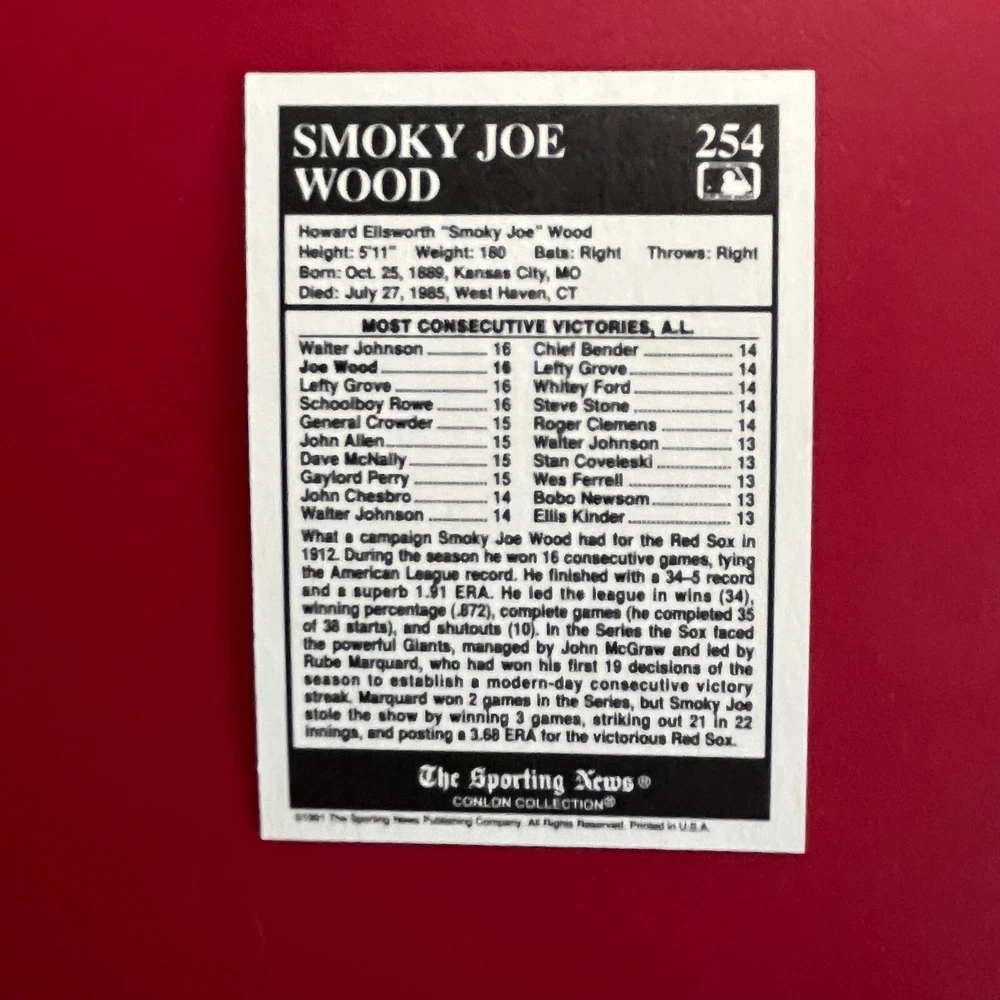 SMOKY JOE
WOOD
254
Howard Ellsworth "Smoky Joe" Wood
Height: 5'11" Weight: 180 Bats: Right Throws: Right
Born: Oct. 25, 1889, Kansas City, MO
Died: July 27, 1985, West Haven, CT
MOST CONSECUTIVE VICTORIES, A.L.
Walter Johnson 16
Joe Wood 16
Lefty Grove 16
Schoolboy Rowe 16
General Crowder 15
John Allen 15
Dave McNally 15
Gaylord Perry 15
John Chesbro 14
Walter Johnson 14
Chief Bender 14
Lefty Grove 14
Whitey Ford 14
Steve Stone 14
Roger Clemens 14
Walter Johnson 13
Stan Coveleski 13
Wes Ferrell 13
Bobo Newsom 13
Ellis Kinder 13
What a campaign Smoky Joe Wood had for the Red Sox in
1912. During the season he won 16 consecutive games, tying
the American League record. He finished with a 34-5 record
and a superb 1.91 ERA. He led the league in wins (34),
winning percentage (.872), complete games (he completed 35
of 38 starts), and shutouts (10). In the Series the Sox faced
the powerful Giants, managed by John McGraw and led by
Rube Marquard, who had won his first 19 decisions of the
season to establish a modern-day consecutive victory
streak. Marquard won 2 games in the Series, but Smoky Joe
stole the show by winning 3 games, striking out 21 in 22
innings, and posting a 3.68 ERA for the victorious Red Sox.
The Sporting News®
CONLON COLLECTION®
©1991 The Sporting News Publishing Company. All Rights Reserved. Printed in U.S.A.